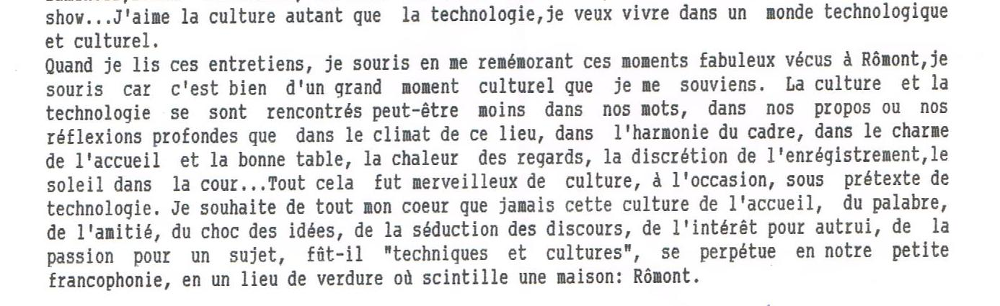 show...J'aime la culture autant que la technologie,je veux vivre dans un monde technologique
et culturel.
Quand je lis ces entretiens, je souris en me remémorant ces moments fabuleux vécus à Rômont,je
souris car c'est bien d'un grand moment culturel que je me souviens. La culture et la
technologie se sont rencontrés peut-être moins dans nos mots, dans nos propos ou nos
réflexions profondes que dans le climat de ce lieu, dans l'harmonie du cadre, dans le charme
de l'accueil et la bonne table, la chaleur des regards, la discrétion de l'enrégistrement,le
soleil dans la cour...Tout cela fut merveilleux de culture, à l'occasion, sous prétexte de
technologie. Je souhaite de tout mon coeur que jamais cette culture de l'accueil, du palabre,
de l'amitié, du choc des idées, de la séduction des discours, de l'intérêt pour autrui, de la
passion pour un sujet, fût-il "techniques et cultures", se perpétue en notre petite
francophonie, en un lieu de verdure où scintille une maison: Rômont.